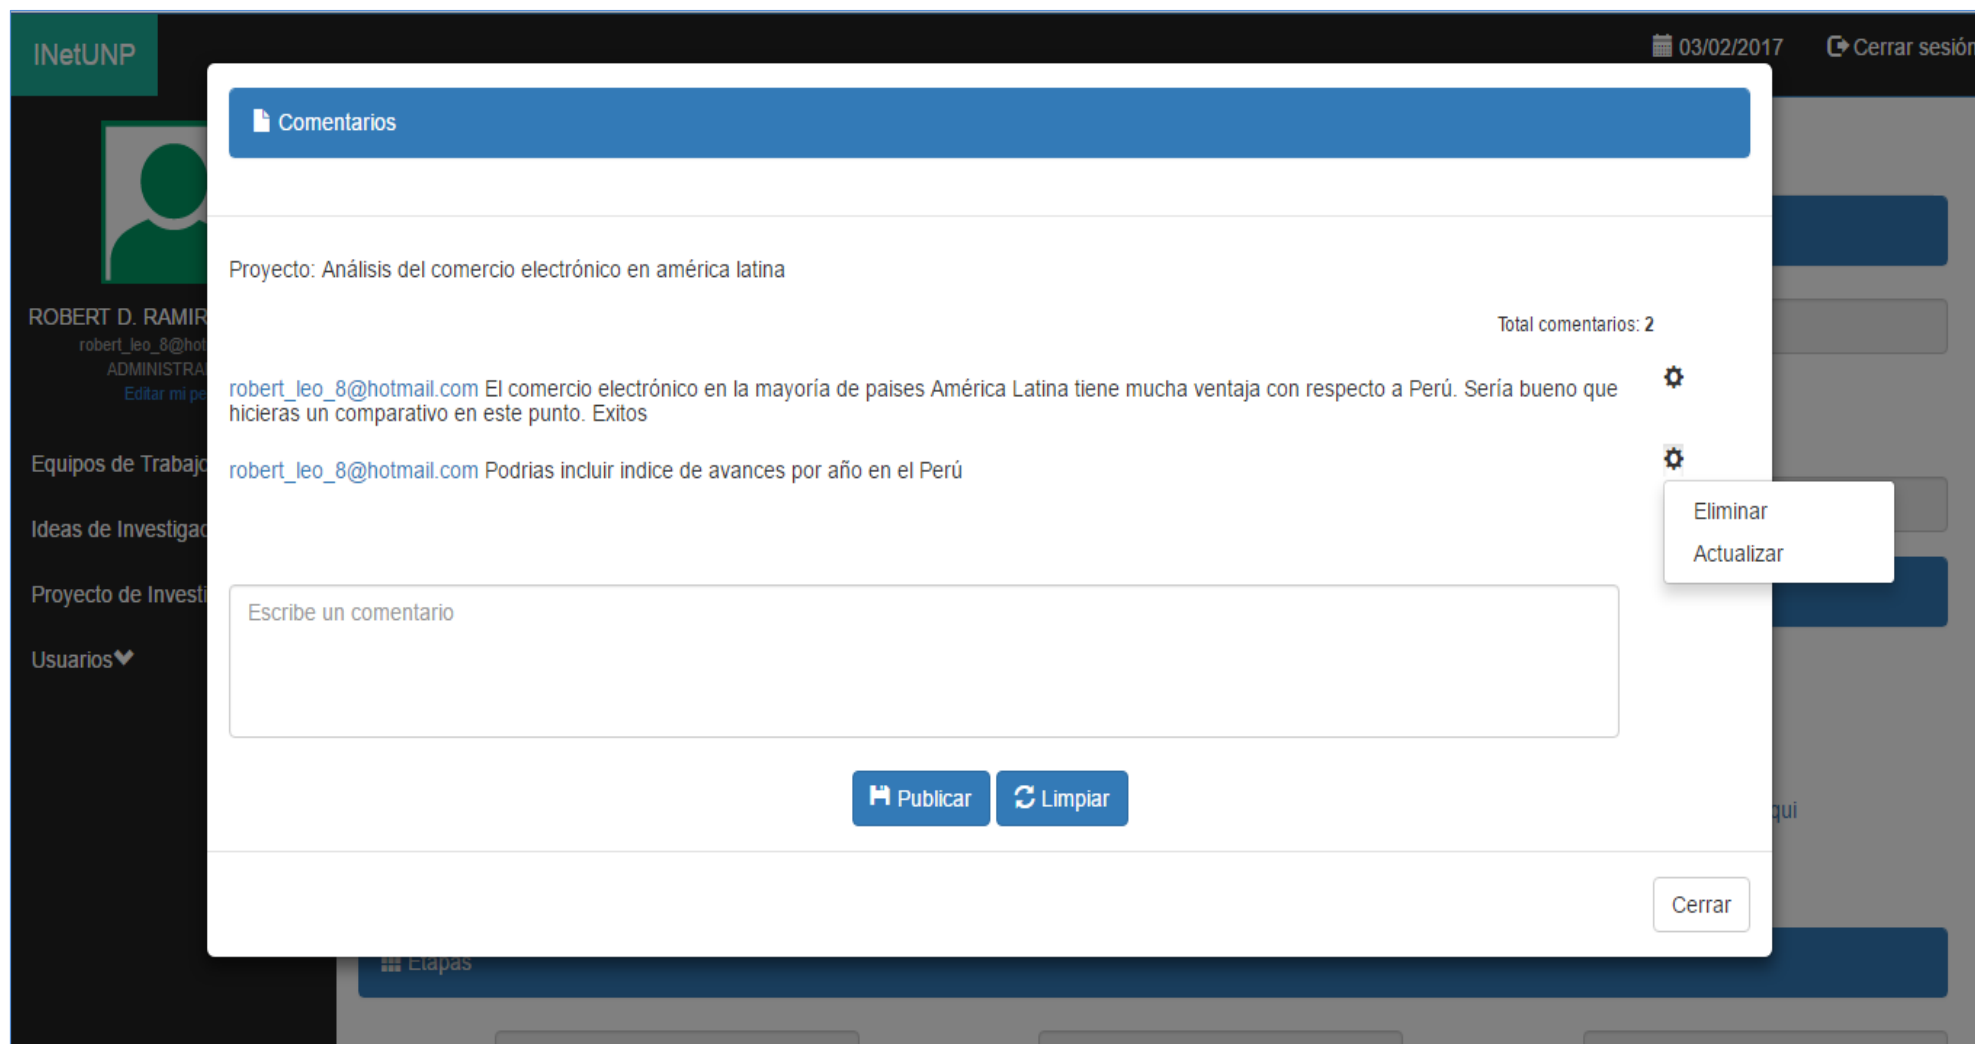 INetUNP
03/02/2017
Cerrar sesión
Comentarios
ROBERT D.
Editar mi
Equipos de
Ideas de
Proyecto de
Usuarios
Proyecto: Análisis del comercio electrónico en américa latina
Total comentarios: 2
robert_leo_8@hotmail.com El comercio electrónico en la mayoría de paises América Latina tiene mucha ventaja con respecto a Perú. Sería bueno que
hicieras un comparativo en este punto. Exitos
robert_leo_8@hotmail.com Podrias incluir indice de avances por año en el Perú
Eliminar
Actualizar
Escribe un comentario
Publicar
Limpiar
Cerrar
Etapas